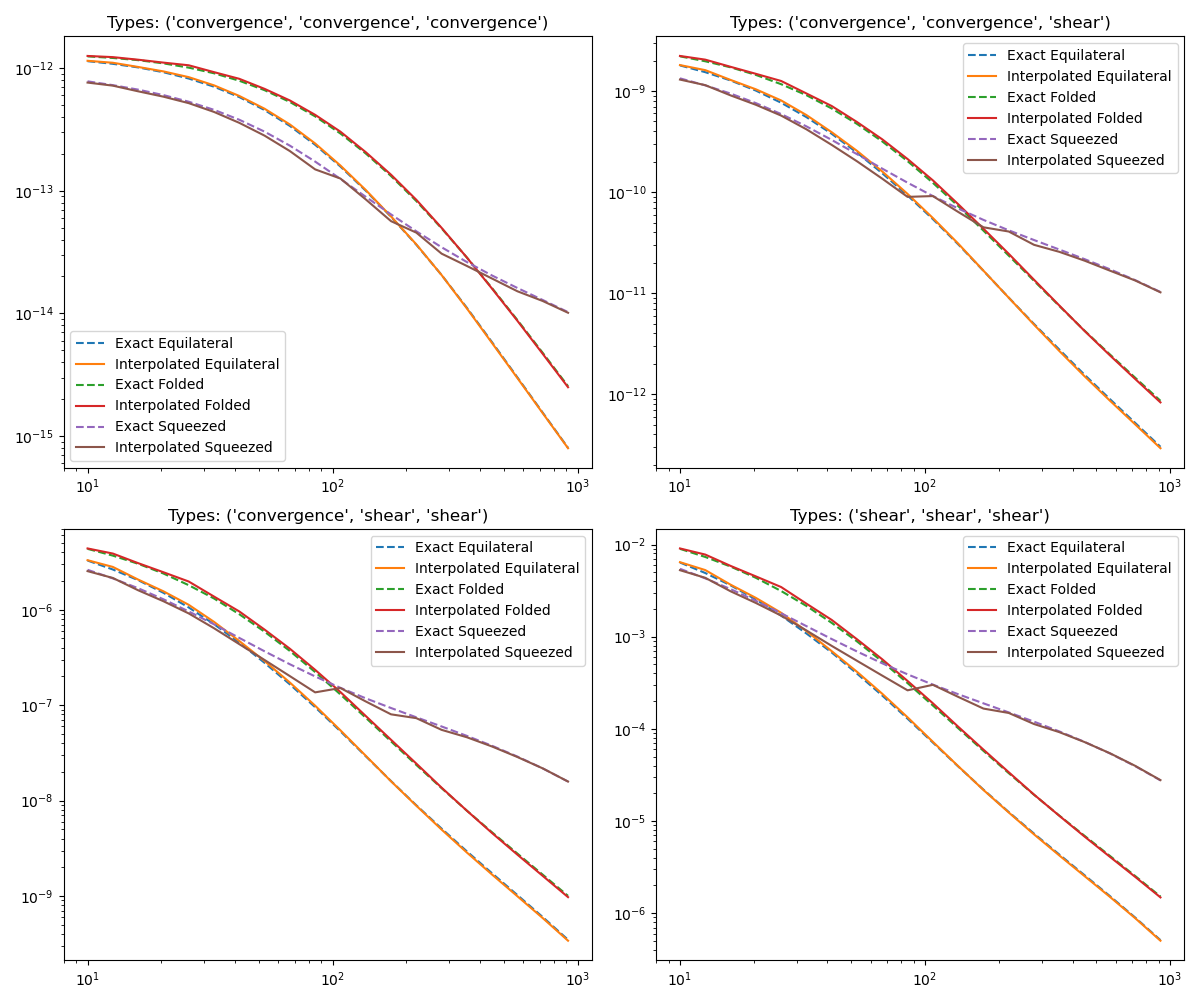 Types: ('convergence', 'convergence', 'convergence')
10⁻¹²
10⁻¹³
10⁻¹⁴
10⁻¹⁵
Exact Equilateral
Interpolated Equilateral
Exact Folded
Interpolated Folded
Exact Squeezed
Interpolated Squeezed
10¹ 10² 10³
Types: ('convergence', 'convergence', 'shear')
10⁻⁹
10⁻¹⁰
10⁻¹¹
10⁻¹²
Exact Equilateral
Interpolated Equilateral
Exact Folded
Interpolated Folded
Exact Squeezed
Interpolated Squeezed
10¹ 10² 10³
Types: ('convergence', 'shear', 'shear')
10⁻⁶
10⁻⁷
10⁻⁸
10⁻⁹
Exact Equilateral
Interpolated Equilateral
Exact Folded
Interpolated Folded
Exact Squeezed
Interpolated Squeezed
10¹ 10² 10³
Types: ('shear', 'shear', 'shear')
10⁻²
10⁻³
10⁻⁴
10⁻⁵
10⁻⁶
Exact Equilateral
Interpolated Equilateral
Exact Folded
Interpolated Folded
Exact Squeezed
Interpolated Squeezed
10¹ 10² 10³